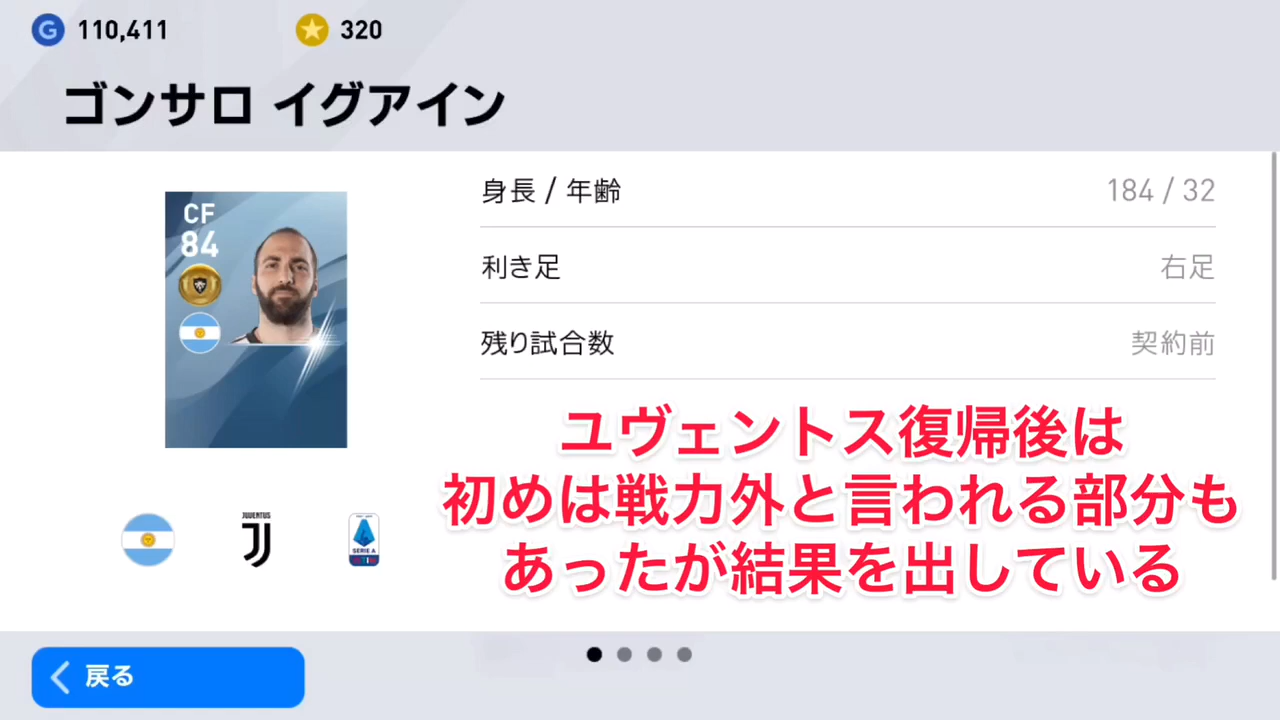 G 110,411 320
ゴンサロ イグアイン
CF
84
身長 / 年齢 184 / 32
利き足 右足
残り試合数 契約前
ユヴェントス復帰後は
初めは戦力外と言われる部分も
あったが結果を出している
JUVENTUS
SERIE A
戻る